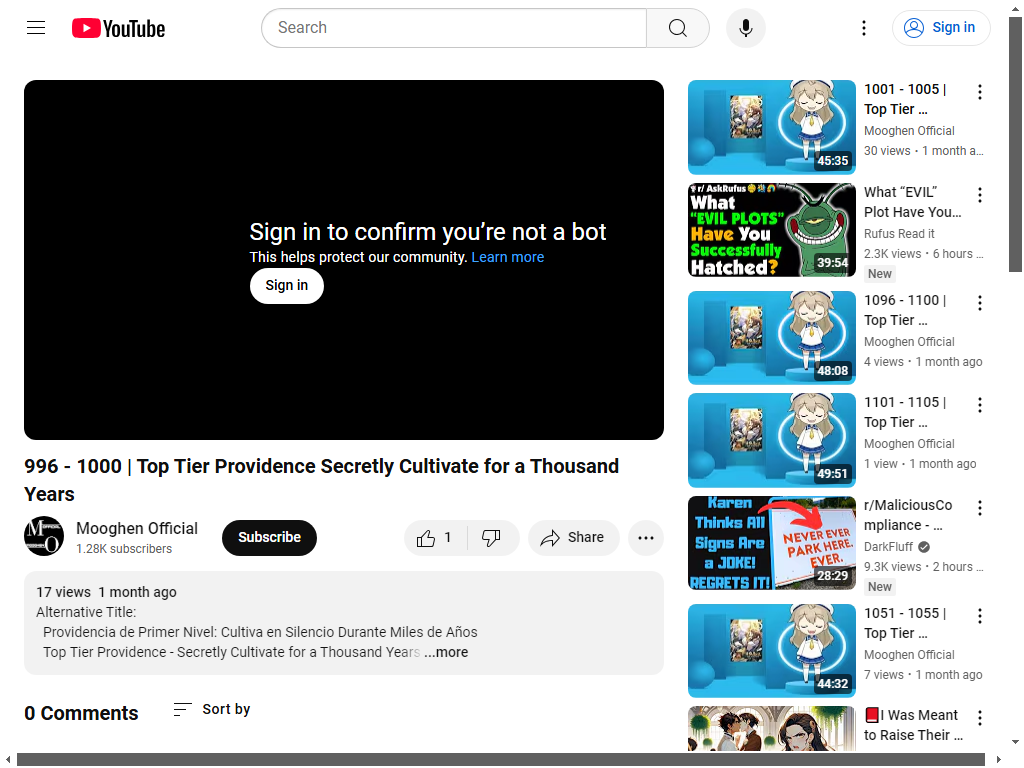 YouTube
Search
Sign in
Sign in to confirm you’re not a bot
This helps protect our community. Learn more
Sign in
996 - 1000 | Top Tier Providence Secretly Cultivate for a Thousand
Years
Mooghen Official
1.28K subscribers
Subscribe
1
Share
17 views 1 month ago
Alternative Title:
Providencia de Primer Nivel: Cultiva en Silencio Durante Miles de Años
Top Tier Providence - Secretly Cultivate for a Thousand Years ...more
0 Comments
Sort by
45:35
1001 - 1005 |
Top Tier ...
Mooghen Official
30 views • 1 month a...
r/ AskRufus
What
"EVIL PLOTS"
Have You
Successfully
Hatched?
39:54
What “EVIL”
Plot Have You...
Rufus Read it
2.3K views • 6 hours ...
New
48:08
1096 - 1100 |
Top Tier ...
Mooghen Official
4 views • 1 month ago
49:51
1101 - 1105 |
Top Tier ...
Mooghen Official
1 view • 1 month ago
Karen
Thinks All
Signs Are
a JOKE!
REGRETS IT!
NEVER EVER
PARK HERE.
EVER.
28:29
r/MaliciousCo
mpliance - ...
DarkFluff
9.3K views • 2 hours ...
New
44:32
1051 - 1055 |
Top Tier ...
Mooghen Official
7 views • 1 month ago
I Was Meant
to Raise Their ...